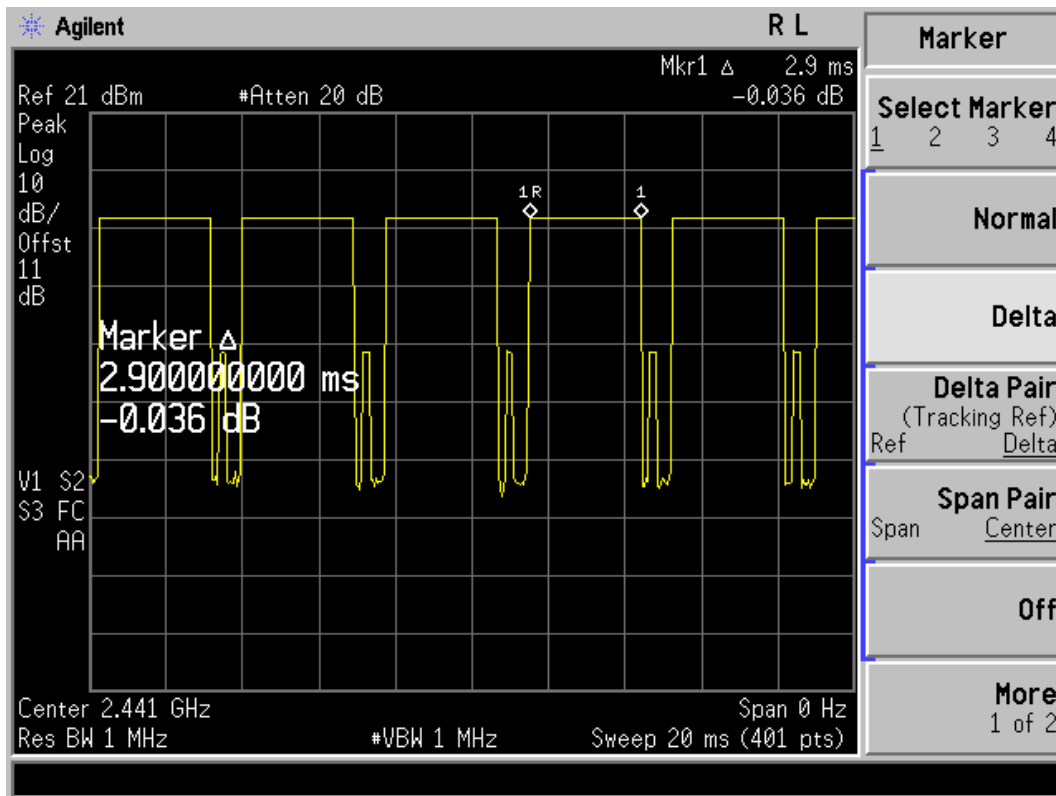 Agilent
R L
Mkr1 Δ 2.9 ms
Ref 21 dBm #Atten 20 dB -0.036 dB
Peak
Log
10
dB/
Offst
11
dB
1R
1
Marker Δ
2.900000000 ms
-0.036 dB
V1 S2
S3 FC
AA
Center 2.441 GHz Span 0 Hz
Res BW 1 MHz #VBW 1 MHz Sweep 20 ms (401 pts)
Marker
Select Marker
1 2 3 4
Normal
Delta
Delta Pair
(Tracking Ref)
Ref Delta
Span Pair
Span Center
Off
More
1 of 2